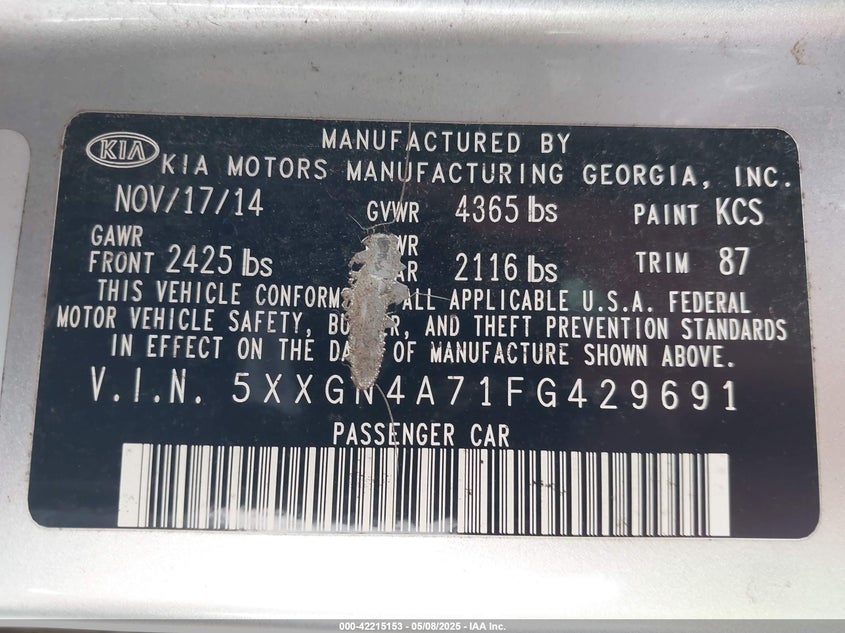 KIA
MANUFACTURED BY
KIA MOTORS MANUFACTURING GEORGIA, INC.
NOV/17/14 GVWR 4365 lbs PAINT KCS
GAWR WR
FRONT 2425 lbs AR 2116 lbs TRIM 87
THIS VEHICLE CONFORM ALL APPLICABLE U.S.A. FEDERAL
MOTOR VEHICLE SAFETY, BU R, AND THEFT PREVENTION STANDARDS
IN EFFECT ON THE DA OF MANUFACTURE SHOWN ABOVE.
V.I.N. 5XXGN4A71FG429691
PASSENGER CAR
000-42215153 — 05/08/2025 — IAA Inc.